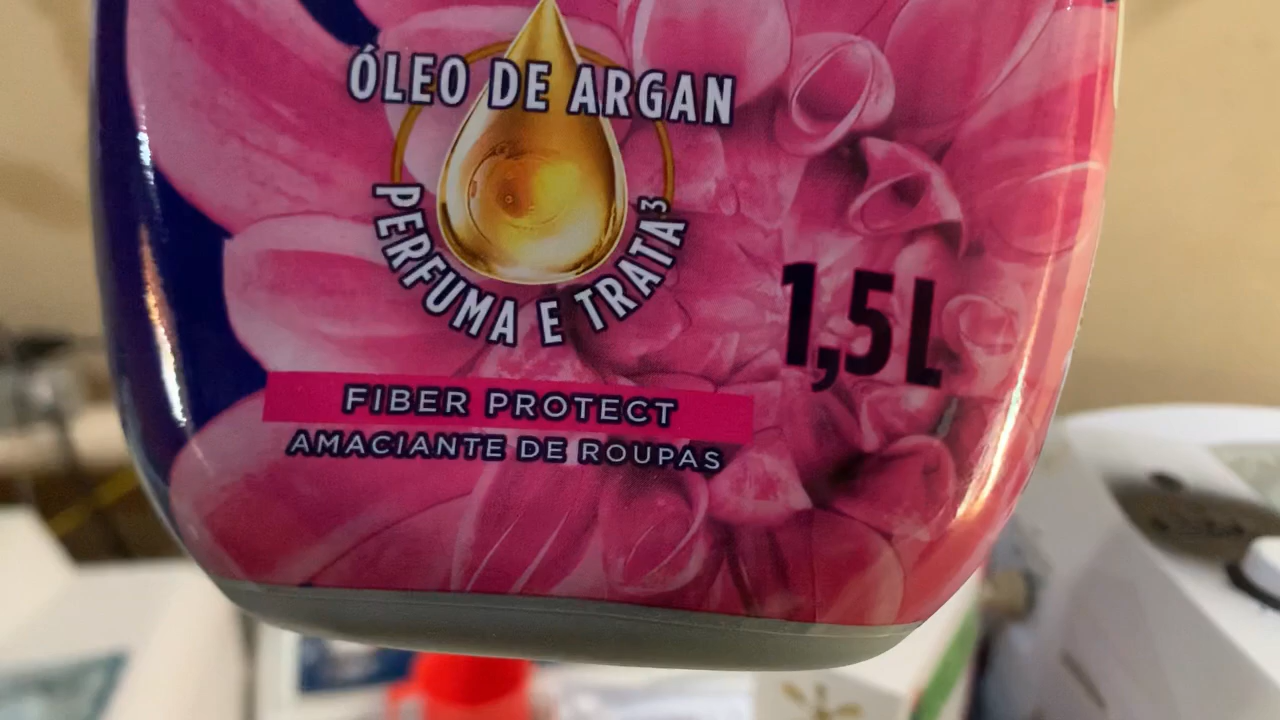 ÓLEO DE ARGAN
PERFUMA E TRATA³
1,5L
FIBER PROTECT
AMACIANTE DE ROUPAS